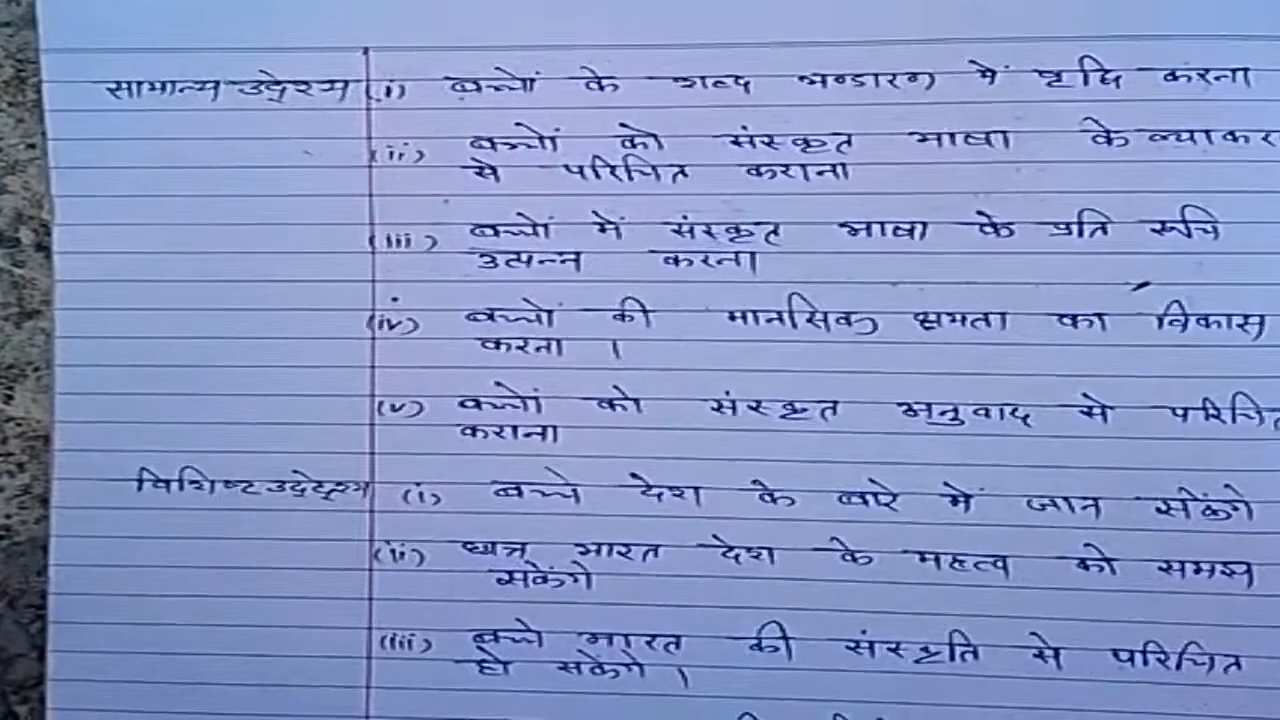 सामान्य उद्देश्य (i) बच्चों के शब्द भण्डारण में वृद्धि करना
(ii) बच्चों को संस्कृत भाषा के व्याकर
से परिचित कराना
(iii) बच्चों में संस्कृत भाषा के प्रति रूचि
उत्पन्न करना
(iv) बच्चों की मानसिक क्षमता का विकास
करना ।
(v) बच्चों को संस्कृत अनुवाद से परिचित
कराना
विशिष्ट उद्देश्य (i) बच्चे देश के बारे में जान सकेंगे
(ii) छात्र भारत देश के महत्व को समझ
सकेंगे
(iii) बच्चे भारत की संस्कृति से परिचित
हो सकेंगे ।